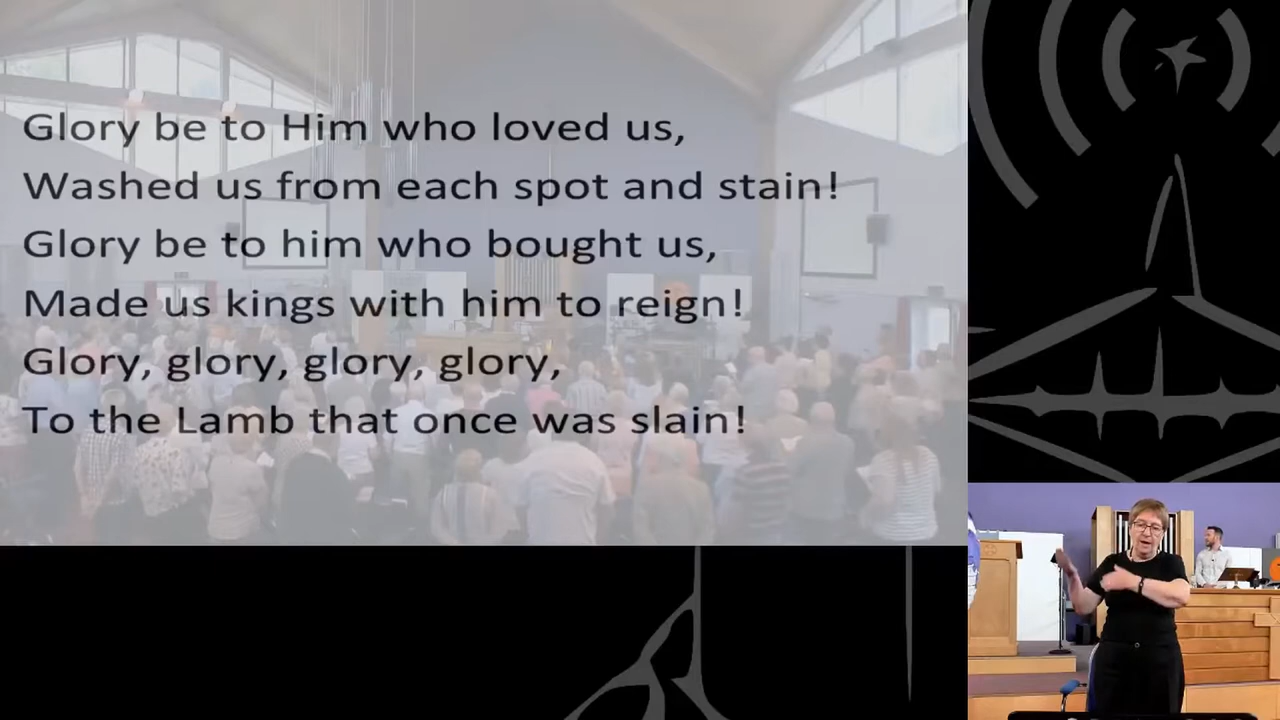 Glory be to Him who loved us,
Washed us from each spot and stain!
Glory be to him who bought us,
Made us kings with him to reign!
Glory, glory, glory, glory,
To the Lamb that once was slain!